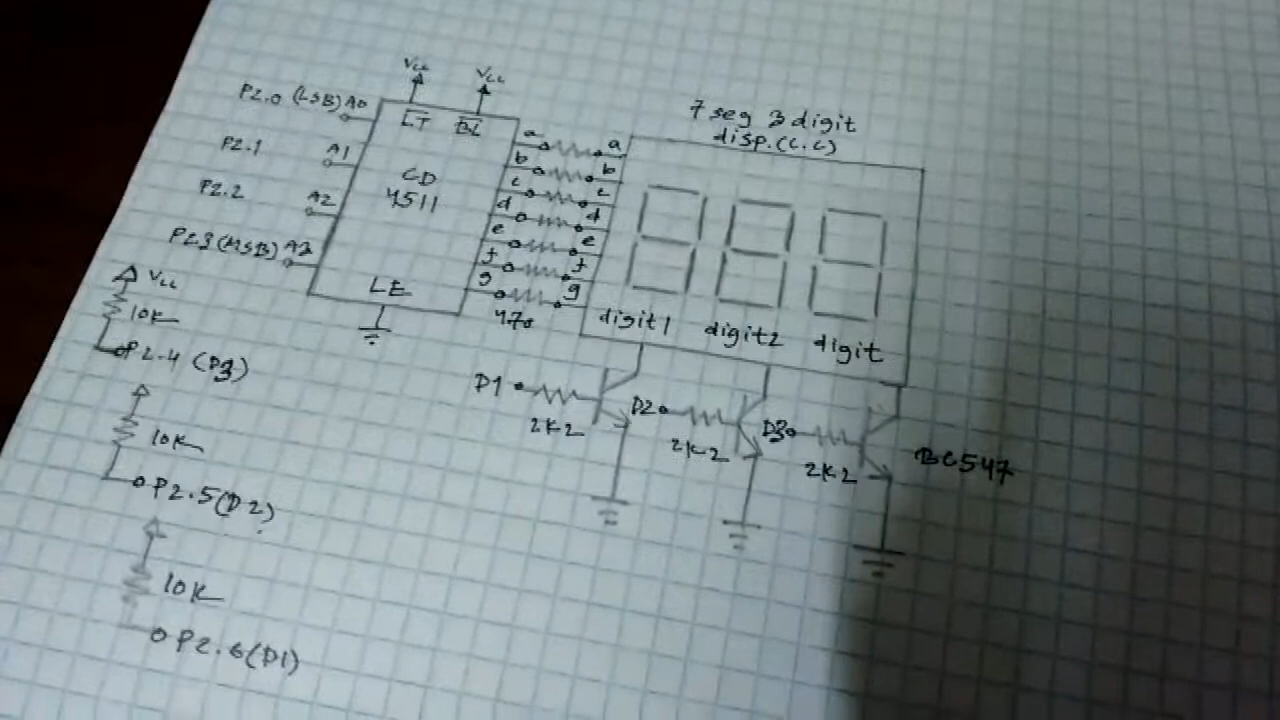 Vcc
Vcc
P2.0 (LSB) A0
LT BL
7 seg 3 digit
disp.(C.C)
P2.1 A1
P2.2 A2
P2.3 (MSB) A3
CD
4511
LE
a a
b b
c c
d d
e e
f f
g g
470
digit1 digit2 digit
Vcc
10K
P2.4 (D3)
10K
P2.5(D2)
10K
P2.6(D1)
D1
2K2
D2
2K2
D3
2K2
BC547